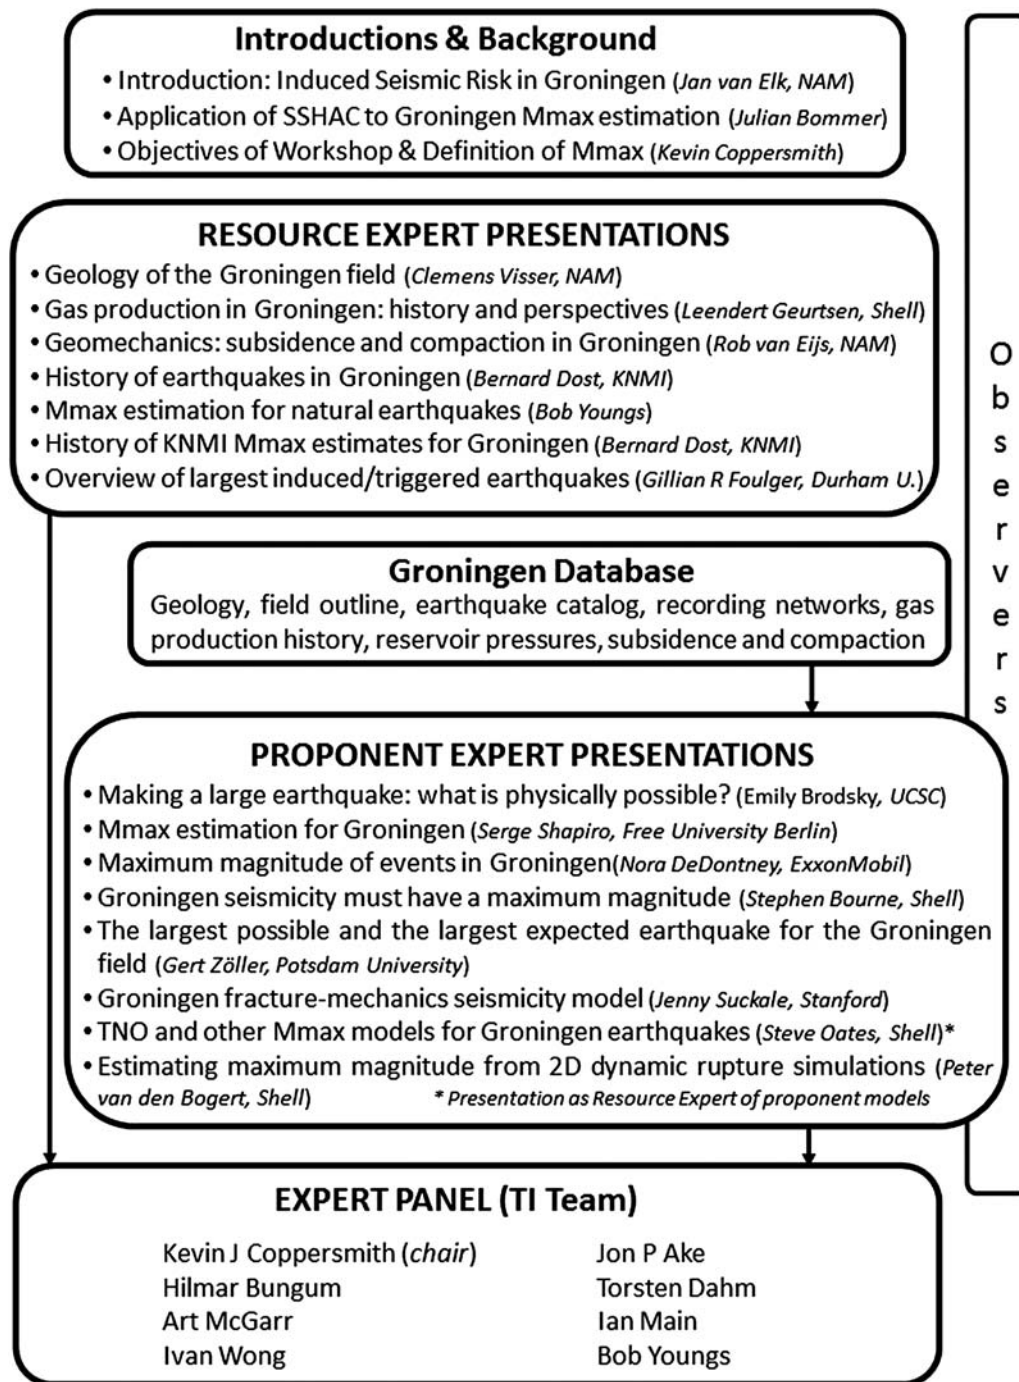 Introductions & Background
• Introduction: Induced Seismic Risk in Groningen (Jan van Elk, NAM)
• Application of SSHAC to Groningen Mmax estimation (Julian Bommer)
• Objectives of Workshop & Definition of Mmax (Kevin Coppersmith)
RESOURCE EXPERT PRESENTATIONS
• Geology of the Groningen field (Clemens Visser, NAM)
• Gas production in Groningen: history and perspectives (Leendert Geurtsen, Shell)
• Geomechanics: subsidence and compaction in Groningen (Rob van Eijs, NAM)
• History of earthquakes in Groningen (Bernard Dost, KNMI)
• Mmax estimation for natural earthquakes (Bob Youngs)
• History of KNMI Mmax estimates for Groningen (Bernard Dost, KNMI)
• Overview of largest induced/triggered earthquakes (Gillian R Foulger, Durham U.)
Groningen Database
Geology, field outline, earthquake catalog, recording networks, gas
production history, reservoir pressures, subsidence and compaction
PROPONENT EXPERT PRESENTATIONS
• Making a large earthquake: what is physically possible? (Emily Brodsky, UCSC)
• Mmax estimation for Groningen (Serge Shapiro, Free University Berlin)
• Maximum magnitude of events in Groningen(Nora DeDontney, ExxonMobil)
• Groningen seismicity must have a maximum magnitude (Stephen Bourne, Shell)
• The largest possible and the largest expected earthquake for the Groningen
field (Gert Zöller, Potsdam University)
• Groningen fracture-mechanics seismicity model (Jenny Suckale, Stanford)
• TNO and other Mmax models for Groningen earthquakes (Steve Oates, Shell)*
• Estimating maximum magnitude from 2D dynamic rupture simulations (Peter
van den Bogert, Shell) * Presentation as Resource Expert of proponent models
EXPERT PANEL (TI Team)
Kevin J Coppersmith (chair) Jon P Ake
Hilmar Bungum Torsten Dahm
Art McGarr Ian Main
Ivan Wong Bob Youngs
Observers